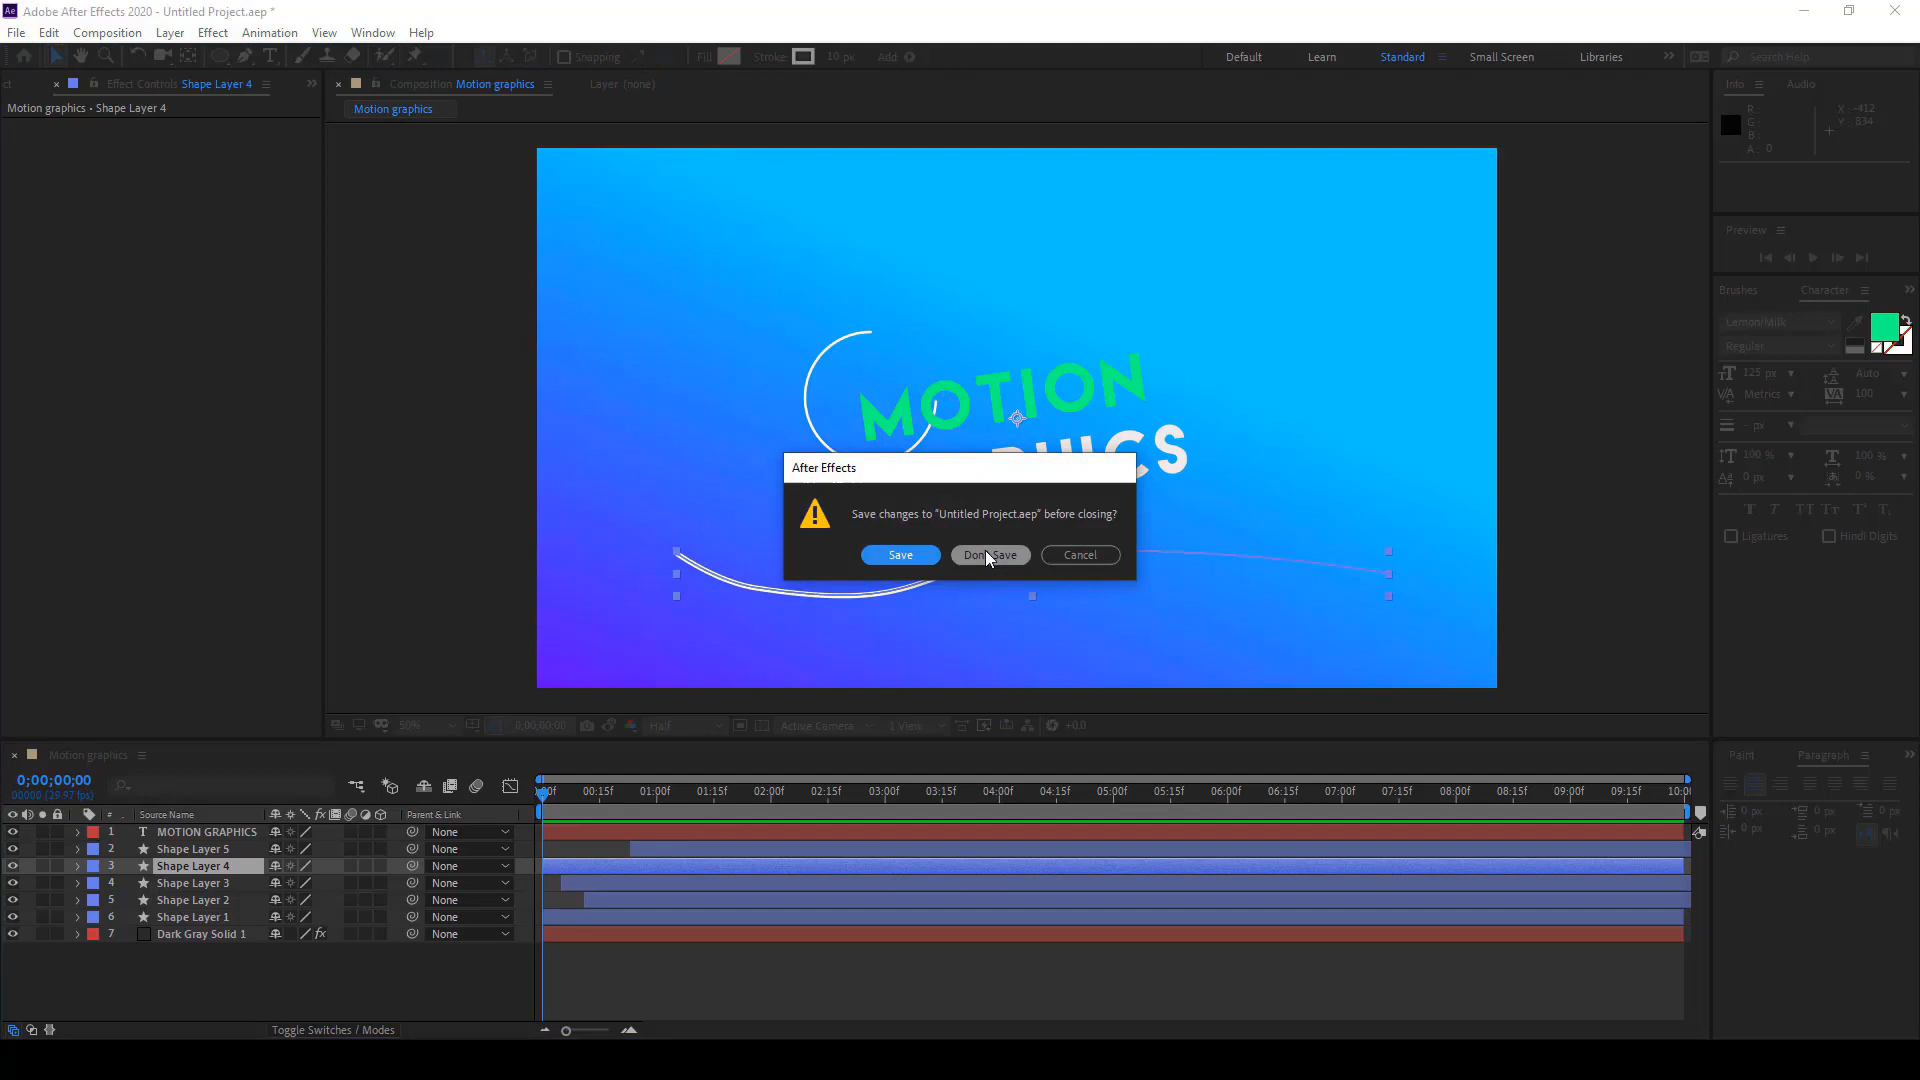 Adobe After Effects 2020 - Untitled Project.aep *
File Edit Composition Layer Effect Animation View Window Help
Snapping Fill Stroke: 10 px Add: Default Learn Standard Small Screen Libraries Search Help
Effect Controls Shape Layer 4
Composition Motion graphics Layer (none)
Info Audio
Motion graphics • Shape Layer 4
Motion graphics
R :
G :
B :
A : 0
X : -412
Y : 834
Preview
Brushes Character
Lemon/Milk
Regular
125 px Auto
Metrics 100
- px
100 % 100 %
0 px 0 %
T T TT Tт T¹ T₁
Ligatures Hindi Digits
MOTION
PHICS
After Effects
Save changes to "Untitled Project.aep" before closing?
Save Don't Save Cancel
50% 0;00;00;00 Half Active Camera 1 View +0.0
Motion graphics
Paint Paragraph
0;00;00;00
00000 (29.97 fps)
:00f 00:15f 01:00f 01:15f 02:00f 02:15f 03:00f 03:15f 04:00f 04:15f 05:00f 05:15f 06:00f 06:15f 07:00f 07:15f 08:00f 08:15f 09:00f 09:15f 10:00
Source Name Parent & Link
1 T MOTION GRAPHICS None
2 Shape Layer 5 None
3 Shape Layer 4 None
4 Shape Layer 3 None
5 Shape Layer 2 None
6 Shape Layer 1 None
7 Dark Gray Solid 1 fx None
0 px 0 px 0 px
0 px 0 px
Toggle Switches / Modes